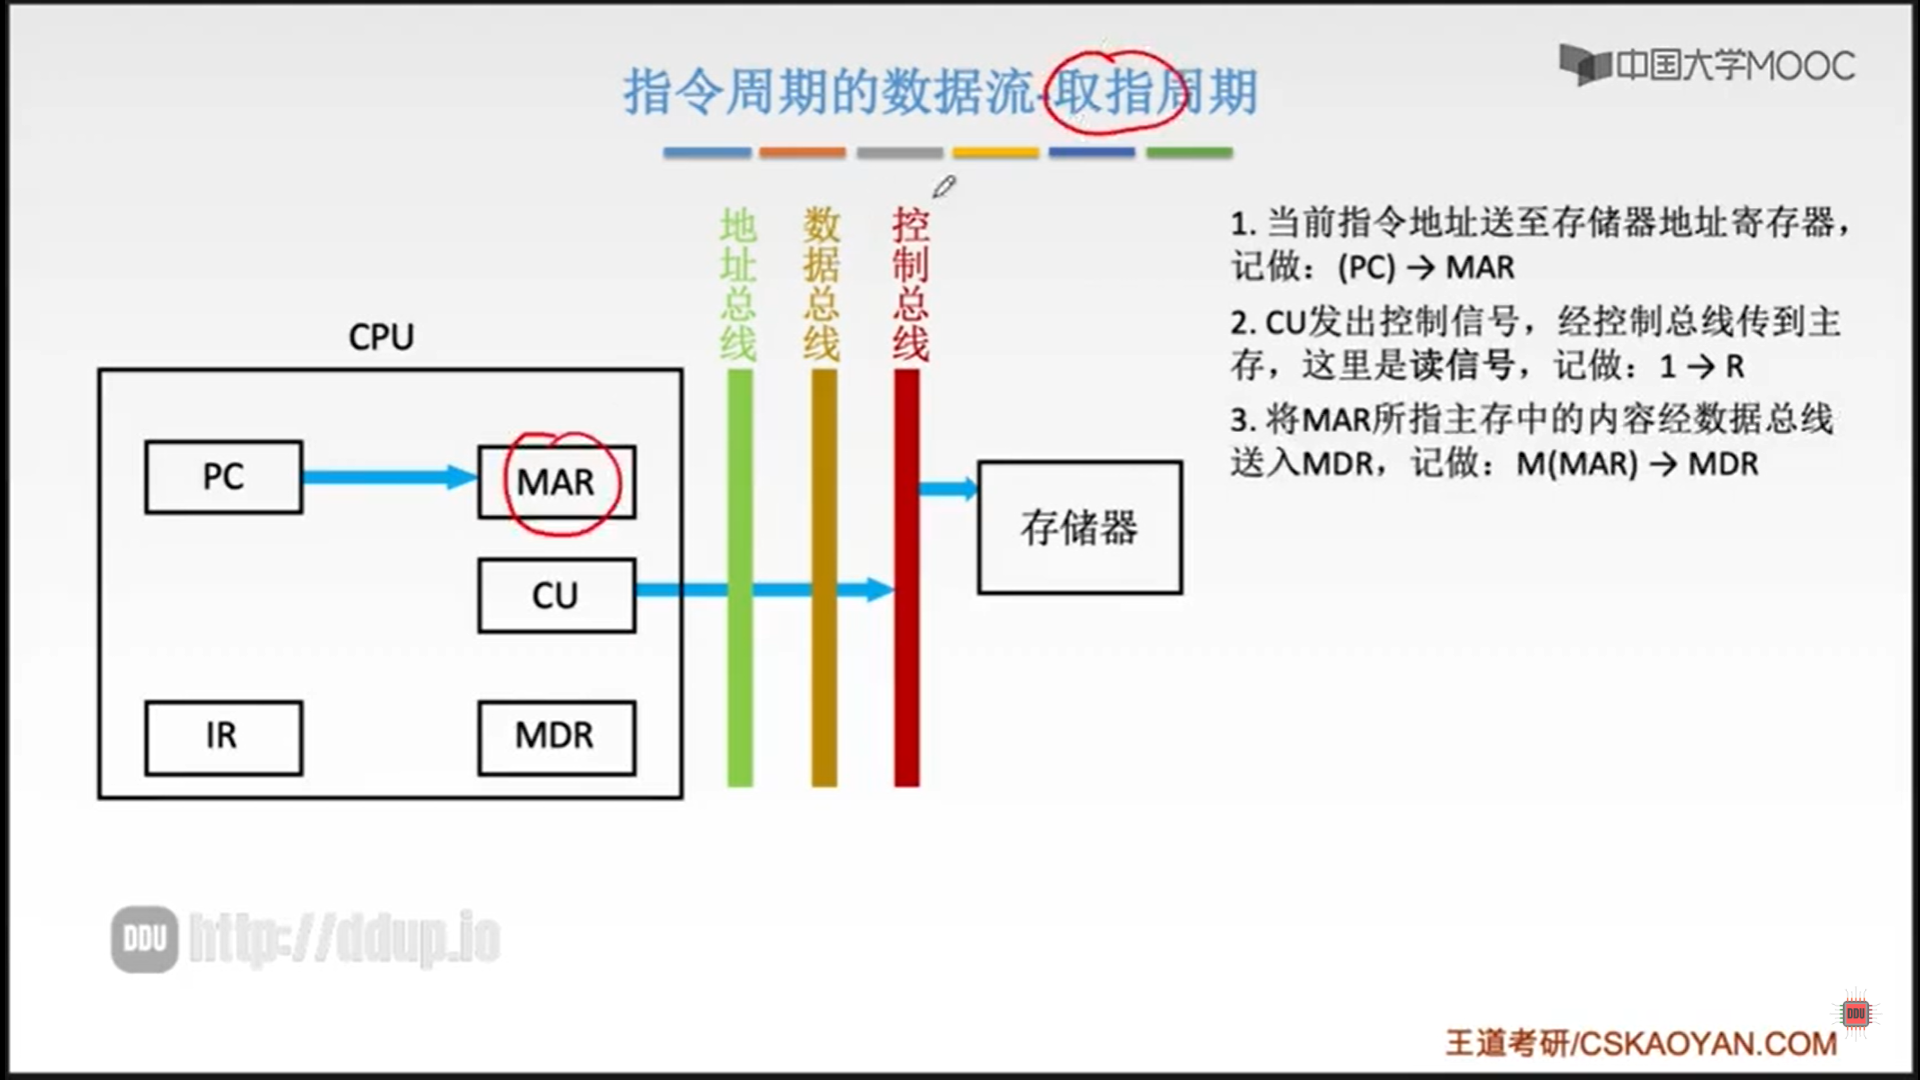 中国大学MOOC
指令周期的数据流-取指周期
地址总线
数据总线
控制总线
CPU
PC
MAR
CU
IR
MDR
存储器
1. 当前指令地址送至存储器地址寄存器，
记做：(PC) → MAR
2. CU发出控制信号，经控制总线传到主
存，这里是读信号，记做：1 → R
3. 将MAR所指主存中的内容经数据总线
送入MDR，记做：M(MAR) → MDR
DDU http://ddup.io
DDU
王道考研/CSKAOYAN.COM